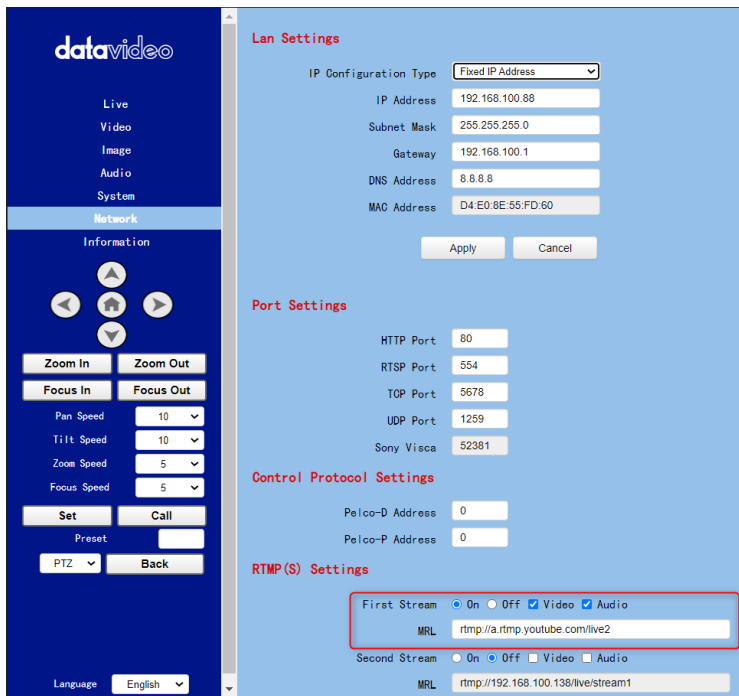 datavideo
Live
Video
Image
Audio
System
Network
Information
Zoom In Zoom Out
Focus In Focus Out
Pan Speed 10
Tilt Speed 10
Zoom Speed 5
Focus Speed 5
Set Call
Preset
PTZ Back
Language English
Lan Settings
IP Configuration Type Fixed IP Address
IP Address 192.168.100.88
Subnet Mask 255.255.255.0
Gateway 192.168.100.1
DNS Address 8.8.8.8
MAC Address D4:E0:8E:55:FD:60
Apply Cancel
Port Settings
HTTP Port 80
RTSP Port 554
TCP Port 5678
UDP Port 1259
Sony Visca 52381
Control Protocol Settings
Pelco-D Address 0
Pelco-P Address 0
RTMP(S) Settings
First Stream On Off Video Audio
MRL rtmp://a.rtmp.youtube.com/live2
Second Stream On Off Video Audio
MRL rtmp://192.168.100.138/live/stream1